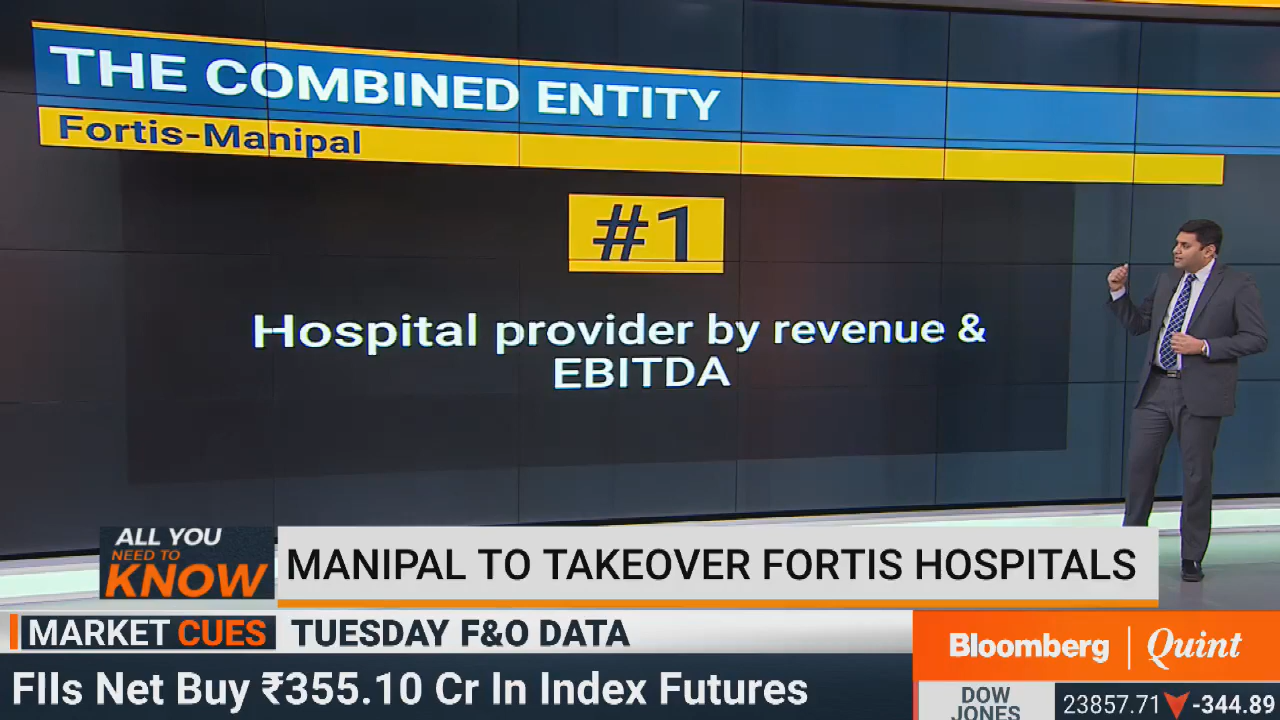 THE COMBINED ENTITY
Fortis-Manipal
#1
Hospital provider by revenue &
EBITDA
ALL YOU
NEED TO
KNOW
MANIPAL TO TAKEOVER FORTIS HOSPITALS
MARKET CUES
TUESDAY F&O DATA
FIIs Net Buy ₹355.10 Cr In Index Futures
Bloomberg | Quint
DOW
JONES
23857.71 -344.89